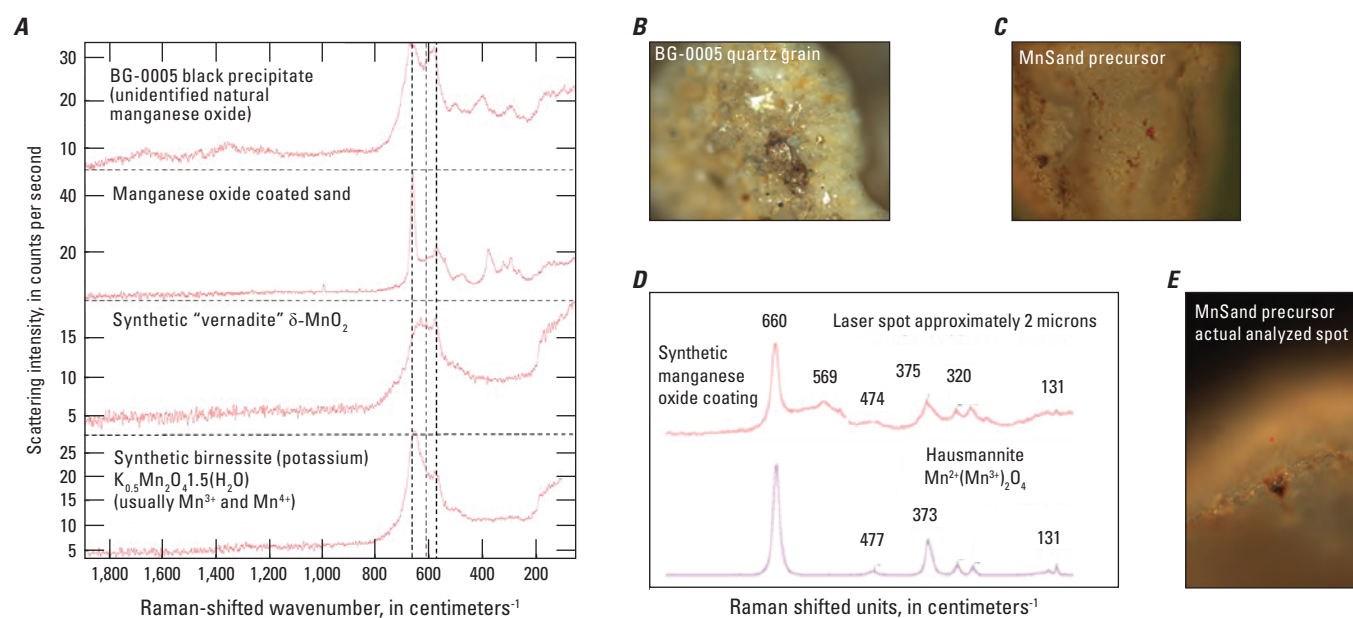 A
B
C
BG-0005 black precipitate
(unidentified natural
manganese oxide)
30
20
10
Manganese oxide coated sand
40
20
Synthetic “vernadite” δ-MnO₂
15
10
5
Synthetic birnessite (potassium)
K₀.₅Mn₂O₄1.5(H₂O)
(usually Mn³⁺ and Mn⁴⁺)
25
20
15
10
5
Scattering intensity, in counts per second
1,800 1,600 1,400 1,200 1,000 800 600 400 200
Raman-shifted wavenumber, in centimeters⁻¹
BG-0005 quartz grain
MnSand precursor
D
660
Laser spot approximately 2 microns
Synthetic
manganese
oxide coating
569
474
375
320
131
Hausmannite
Mn²⁺(Mn³⁺)₂O₄
477
373
131
Raman shifted units, in centimeters⁻¹
E
MnSand precursor
actual analyzed spot